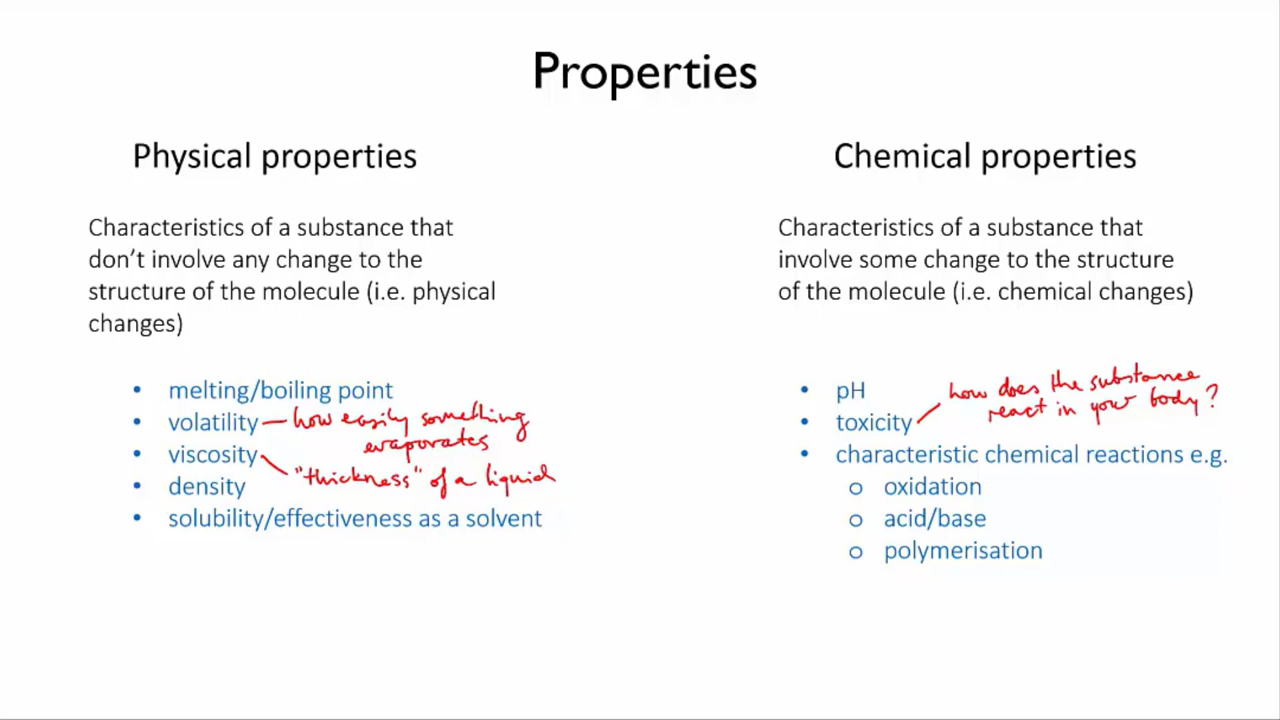 Properties
Physical properties
Characteristics of a substance that
don't involve any change to the
structure of the molecule (i.e. physical
changes)
• melting/boiling point
• volatility — how easily something
evaporates
• viscosity
"thickness" of a liquid
• density
• solubility/effectiveness as a solvent
Chemical properties
Characteristics of a substance that
involve some change to the structure
of the molecule (i.e. chemical changes)
• pH
• toxicity
how does the substance
react in your body?
• characteristic chemical reactions e.g.
o oxidation
o acid/base
o polymerisation